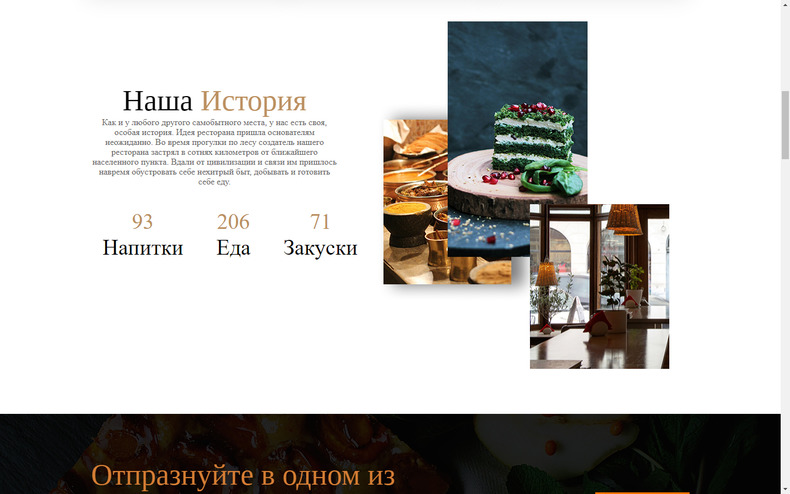 Наша История
Как и у любого другого самобытного места, у нас есть своя,
особая история. Идея ресторана пришла основателям
неожиданно. Во время прогулки по лесу создатель нашего
ресторана застрял в сотнях километров от ближайшего
населенного пункта. Вдали от цивилизации и связи им пришлось
навремя обустровать себе нехитрый быт, добывать и готовить
себе еду.
93 206 71
Напитки Еда Закуски
Отпразнуйте в одном из